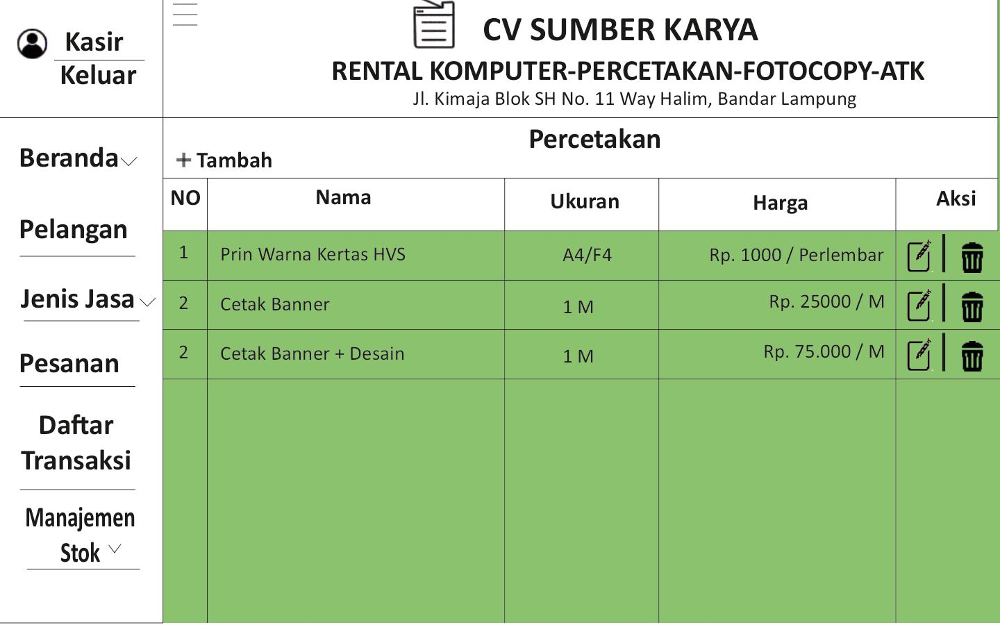 Kasir
Keluar
CV SUMBER KARYA
RENTAL KOMPUTER-PERCETAKAN-FOTOCOPY-ATK
Jl. Kimaja Blok SH No. 11 Way Halim, Bandar Lampung
Beranda
Pelangan
Jenis Jasa
Pesanan
Daftar
Transaksi
Manajemen
Stok
Percetakan
+ Tambah
NO Nama Ukuran Harga Aksi
1 Prin Warna Kertas HVS A4/F4 Rp. 1000 / Perlembar
2 Cetak Banner 1 M Rp. 25000 / M
2 Cetak Banner + Desain 1 M Rp. 75.000 / M